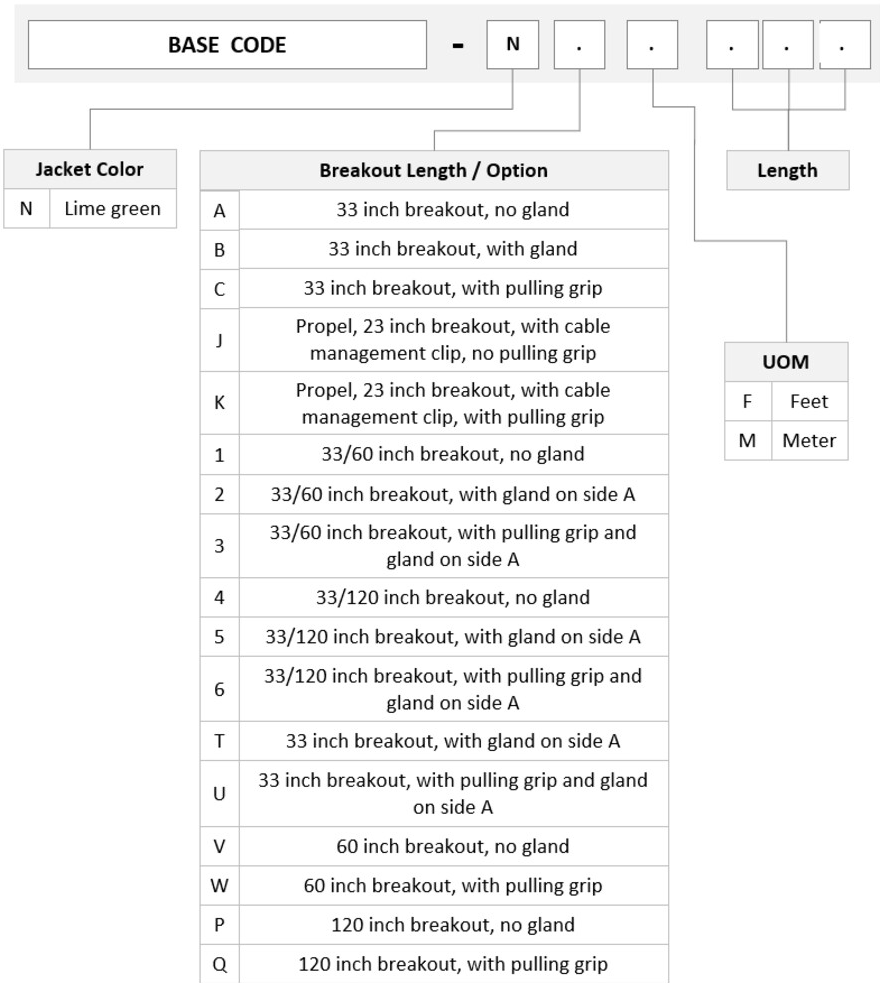 BASE CODE - N . . . . .
Jacket Color
N Lime green
Breakout Length / Option
A 33 inch breakout, no gland
B 33 inch breakout, with gland
C 33 inch breakout, with pulling grip
J Propel, 23 inch breakout, with cable
management clip, no pulling grip
K Propel, 23 inch breakout, with cable
management clip, with pulling grip
1 33/60 inch breakout, no gland
2 33/60 inch breakout, with gland on side A
3 33/60 inch breakout, with pulling grip and
gland on side A
4 33/120 inch breakout, no gland
5 33/120 inch breakout, with gland on side A
6 33/120 inch breakout, with pulling grip and
gland on side A
T 33 inch breakout, with gland on side A
U 33 inch breakout, with pulling grip and gland
on side A
V 60 inch breakout, no gland
W 60 inch breakout, with pulling grip
P 120 inch breakout, no gland
Q 120 inch breakout, with pulling grip
Length
UOM
F Feet
M Meter